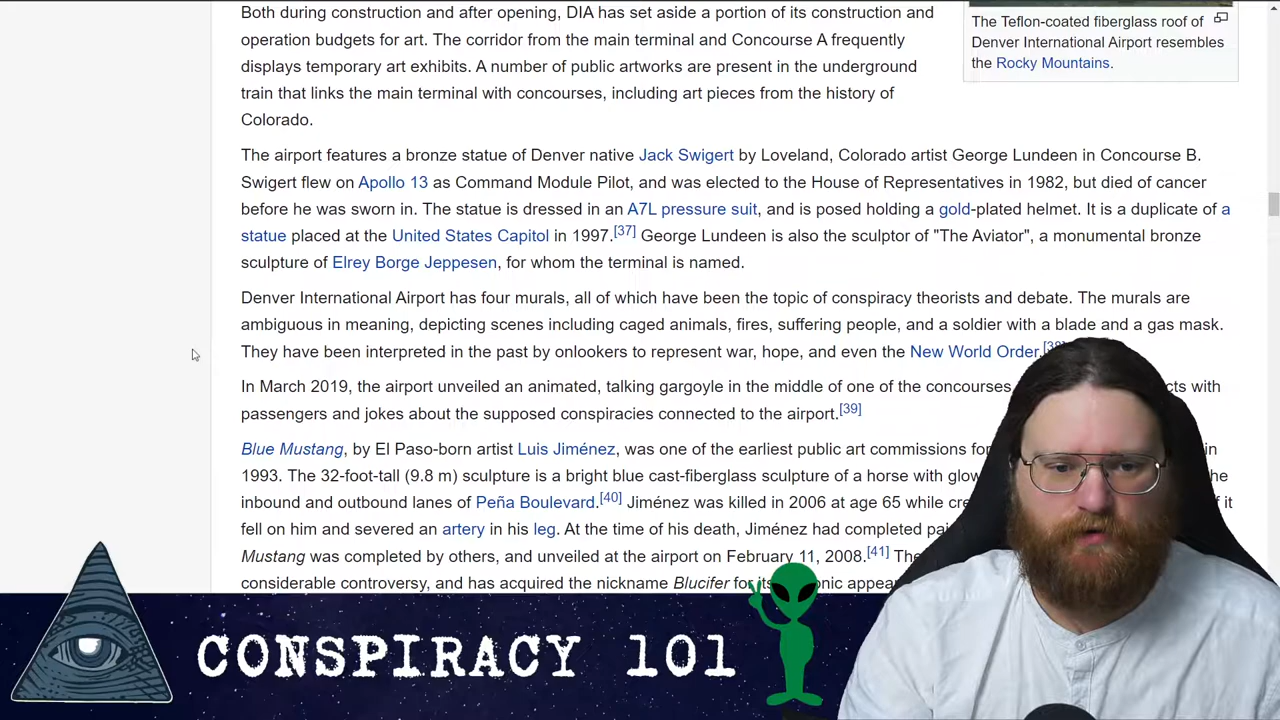 Both during construction and after opening, DIA has set aside a portion of its construction and
operation budgets for art. The corridor from the main terminal and Concourse A frequently
displays temporary art exhibits. A number of public artworks are present in the underground
train that links the main terminal with concourses, including art pieces from the history of
Colorado.
The Teflon-coated fiberglass roof of
Denver International Airport resembles
the Rocky Mountains.
The airport features a bronze statue of Denver native Jack Swigert by Loveland, Colorado artist George Lundeen in Concourse B.
Swigert flew on Apollo 13 as Command Module Pilot, and was elected to the House of Representatives in 1982, but died of cancer
before he was sworn in. The statue is dressed in an A7L pressure suit, and is posed holding a gold-plated helmet. It is a duplicate of a
statue placed at the United States Capitol in 1997.[37] George Lundeen is also the sculptor of "The Aviator", a monumental bronze
sculpture of Elrey Borge Jeppesen, for whom the terminal is named.
Denver International Airport has four murals, all of which have been the topic of conspiracy theorists and debate. The murals are
ambiguous in meaning, depicting scenes including caged animals, fires, suffering people, and a soldier with a blade and a gas mask.
They have been interpreted in the past by onlookers to represent war, hope, and even the New World Order.[38]
In March 2019, the airport unveiled an animated, talking gargoyle in the middle of one of the concourses with
passengers and jokes about the supposed conspiracies connected to the airport.[39]
Blue Mustang, by El Paso-born artist Luis Jiménez, was one of the earliest public art commissions in
1993. The 32-foot-tall (9.8 m) sculpture is a bright blue cast-fiberglass sculpture of a horse with the
inbound and outbound lanes of Peña Boulevard.[40] Jiménez was killed in 2006 at age 65 while it
fell on him and severed an artery in his leg. At the time of his death, Jiménez had completed
Mustang was completed by others, and unveiled at the airport on February 11, 2008.[41]
considerable controversy, and has acquired the nickname Blucifer for
CONSPIRACY 101